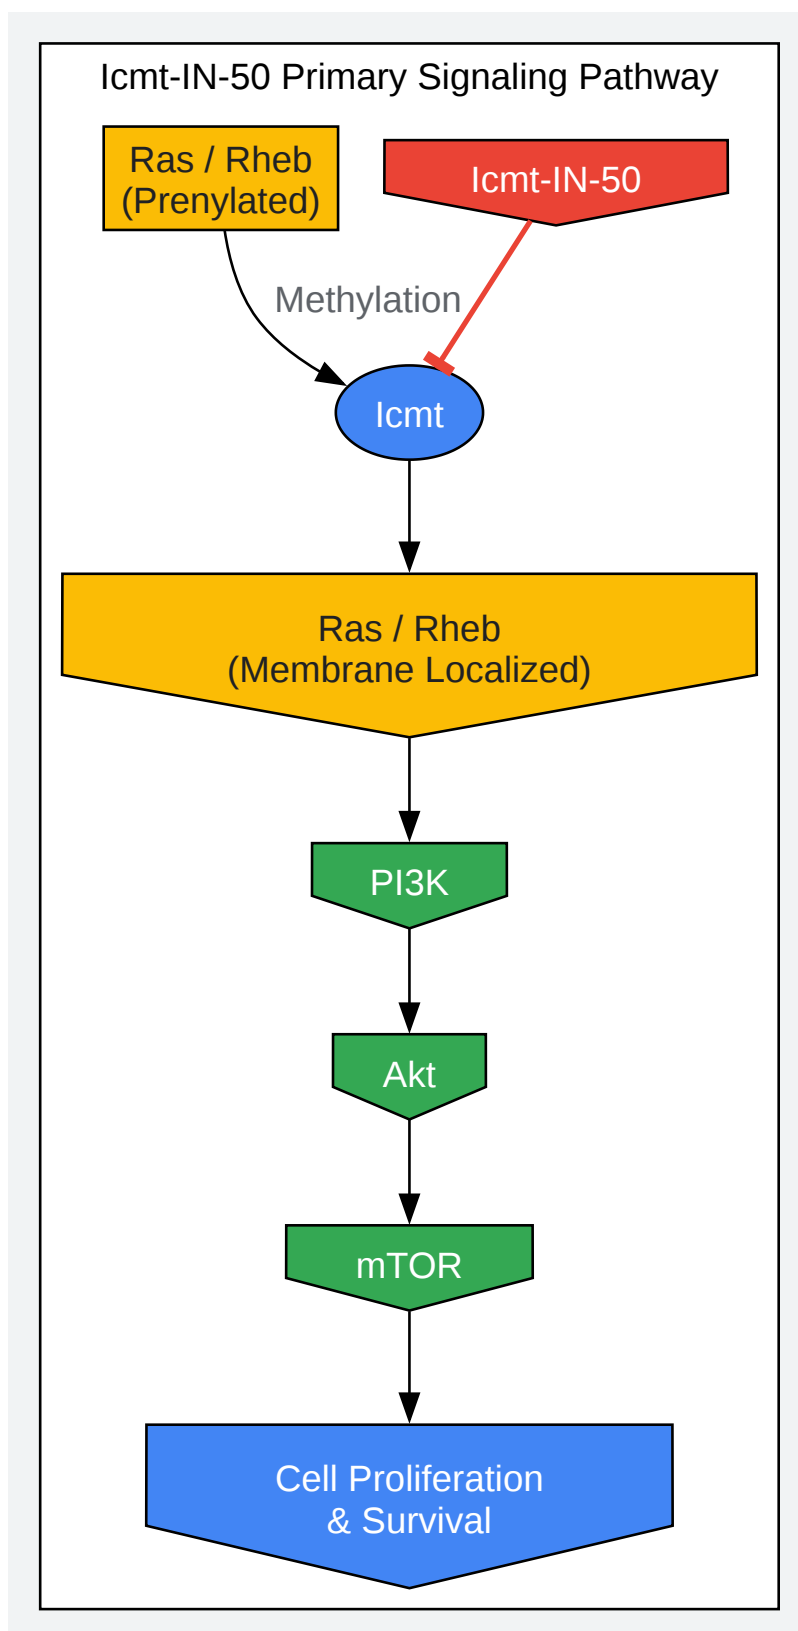 Icmt-IN-50 Primary Signaling Pathway
Ras / Rheb
(Prenylated)
Icmt-IN-50
Methylation
Icmt
Ras / Rheb
(Membrane Localized)
PI3K
Akt
mTOR
Cell Proliferation
& Survival